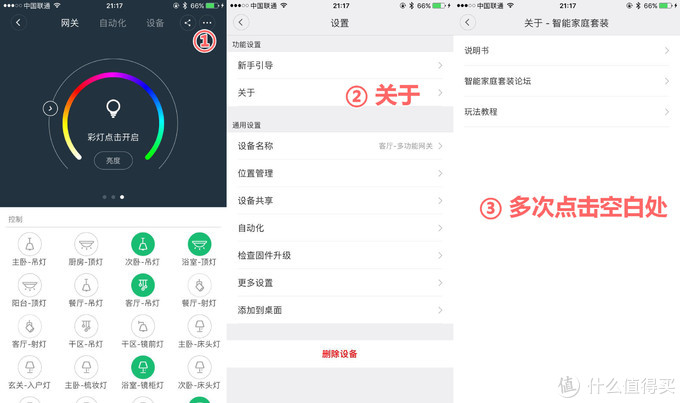 中国联通 21:17 66%
网关 自动化 设备
①
彩灯点击开启
亮度
控制
主卧-吊灯 厨房-顶灯 次卧-吊灯 浴室-顶灯
阳台-顶灯 餐厅-吊灯 客厅-吊灯 餐厅-射灯
客厅-射灯 干区-吊灯 干区-镜前灯 主卧-床头灯
玄关-入户灯 主卧-梳妆灯 浴室-镜柜灯 次卧-床头灯
中国联通 21:17 66%
设置
功能设置
新手引导
关于
② 关于
通用设置
设备名称 客厅-多功能网关
位置管理
设备共享
自动化
检查固件升级
更多设置
添加到桌面
删除设备
中国联通 21:17 66%
关于 - 智能家庭套装
说明书
智能家庭套装论坛
玩法教程
③ 多次点击空白处
值 什么值得买